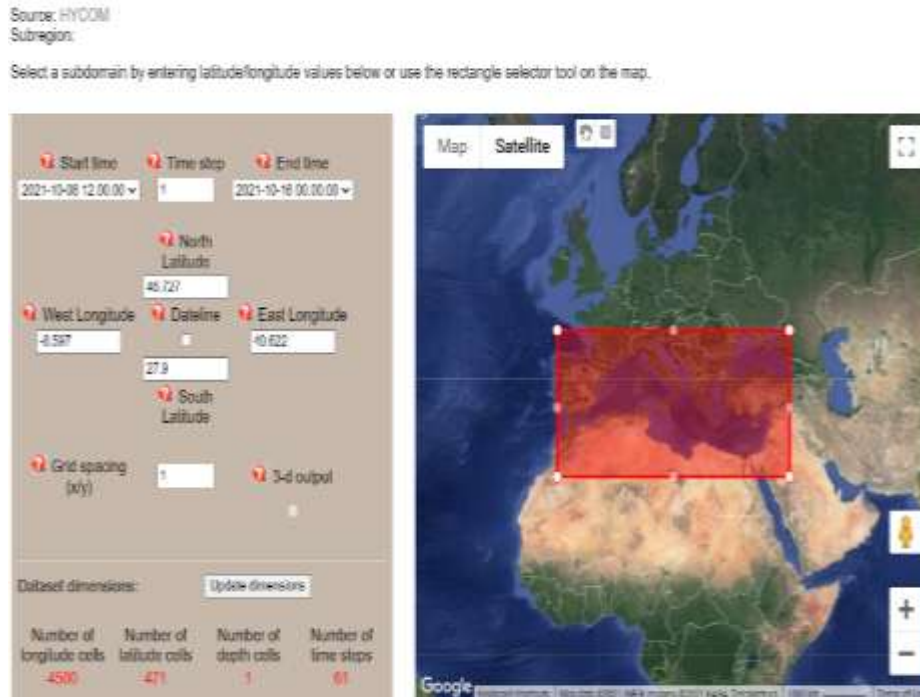 Source: HYCOM
Subregion:
Select a subdomain by entering latitude/longitude values below or use the rectangle selector tool on the map.
Start time Time step End time
2021-10-08 12:00:00 1 2021-10-16 00:00:00
North
Latitude
46.727
West Longitude Dateline East Longitude
-8.597 40.622
27.9
South
Latitude
Grid spacing
(x/y)
1
3-d output
Dataset dimensions: Update dimensions
Number of longitude cells Number of latitude cells Number of depth cells Number of time steps
-4500 471 1 61
Map Satellite
Google